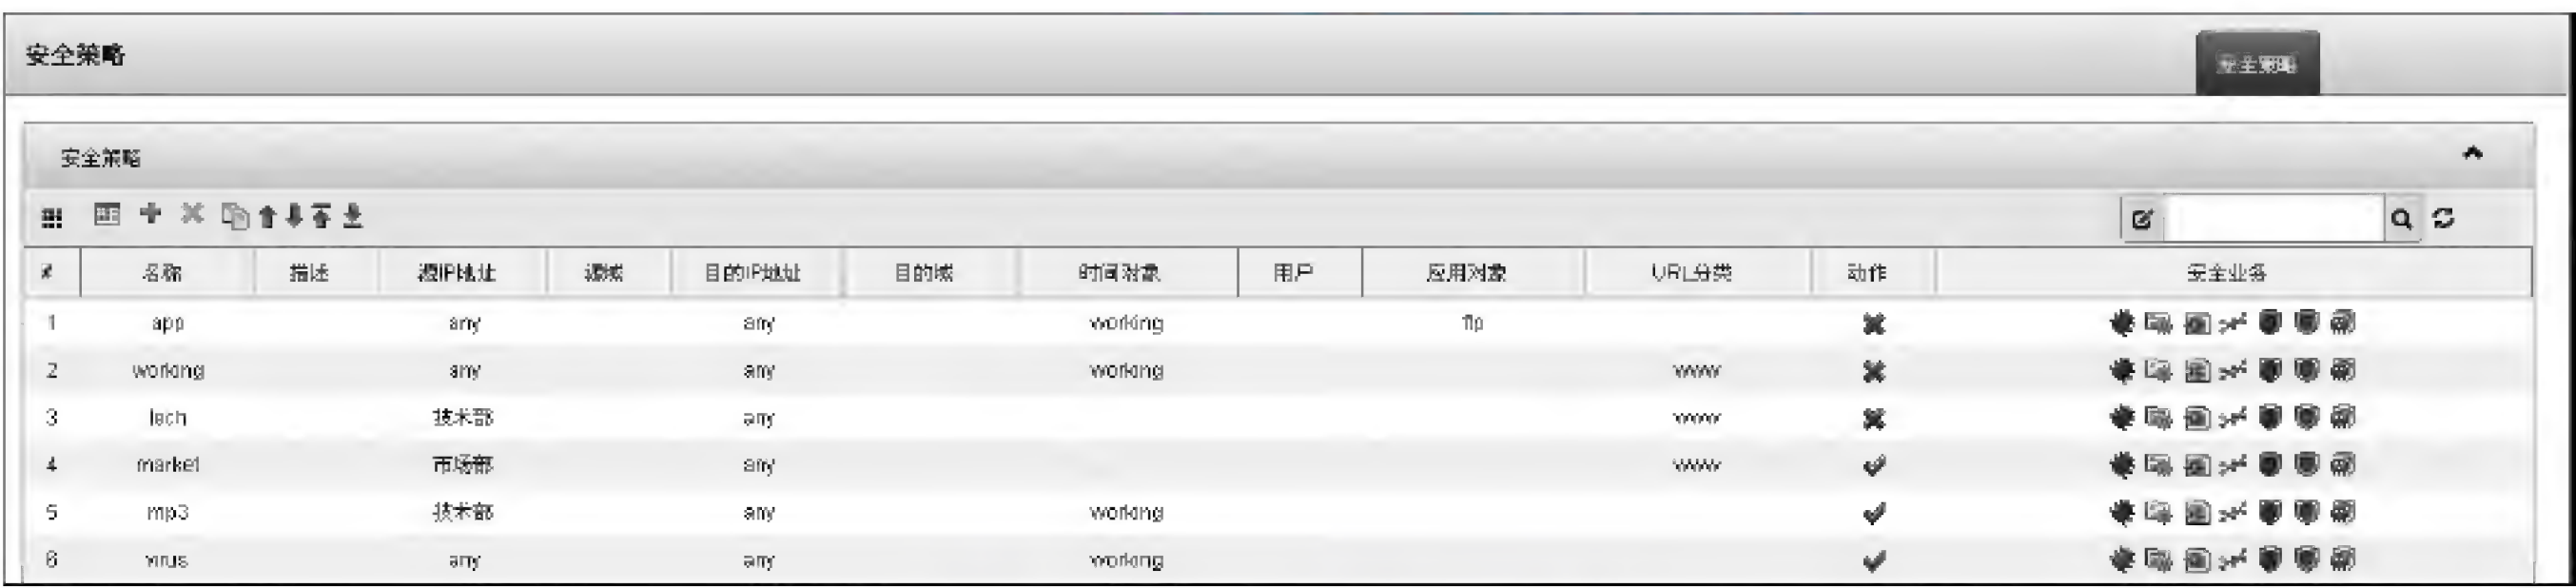 安全策略
安全策略
安全策略
# 名称 描述 源IP地址 源域 目的IP地址 目的域 时间对象 用户 应用对象 URL分类 动作 安全业务
1 app any any working ftp
2 working any any working www
3 tech 技术部 any www
4 market 市场部 any www
5 mp3 技术部 any working
6 virus any any working